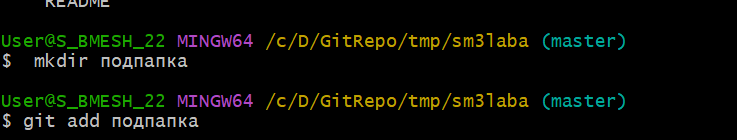 README
User@S_BMESH_22 MINGW64 /c/D/GitRepo/tmp/sm3laba (master)
$  mkdir подпапка
User@S_BMESH_22 MINGW64 /c/D/GitRepo/tmp/sm3laba (master)
$ git add подпапка